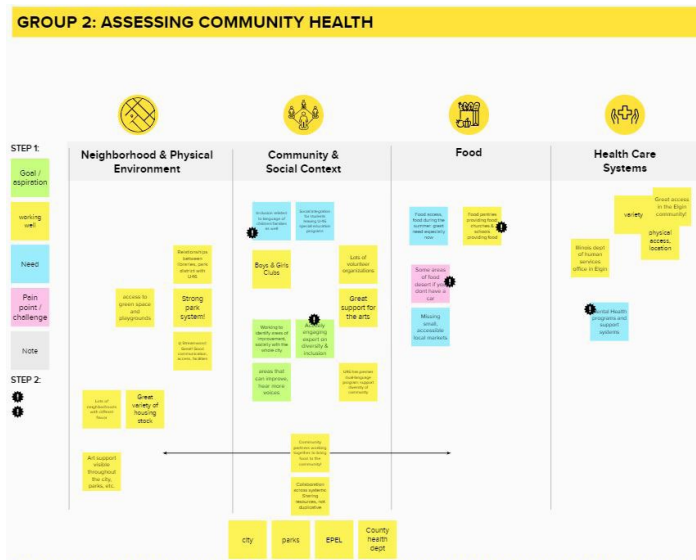 GROUP 2: ASSESSING COMMUNITY HEALTH
STEP 1:
Goal /
aspiration
working
well
Need
Pain
point /
challenge
Note
STEP 2:
Neighborhood & Physical
Environment
Relationships
between
libraries, park
district with
U46
access to
green space
and
playgrounds
Strong
park
system!
Lots of
neighborhoods
with different
Great
variety of
housing
stock
Art support
visible
throughout
the city,
parks, etc.
Community &
Social Context
Boys & Girls
Clubs
Lots of
volunteer
organizations
Great
support for
the arts
Working to
identify areas of
improvement,
with the
whole city
Actively
engaging
expert on
diversity &
inclusion
areas that
can improve,
hear more
voices
Community
partners working
together to bring
food to the
community!
Collaboration
across systems
Sharing
resources, not
duplicative
city
parks
EPEL
County
health
dept
Food
Food access,
food during the
summer great
need especially
now
Food pantries
providing food
churches &
schools
providing food
Some areas
of food
desert if you
dont have a
car
Missing
small,
accessible
local markets
Health Care
Systems
variety
Great access
in the Elgin
community!
physical
access,
location
Illinois dept
of human
services
office in Elgin
Mental Health
programs and
support
systems